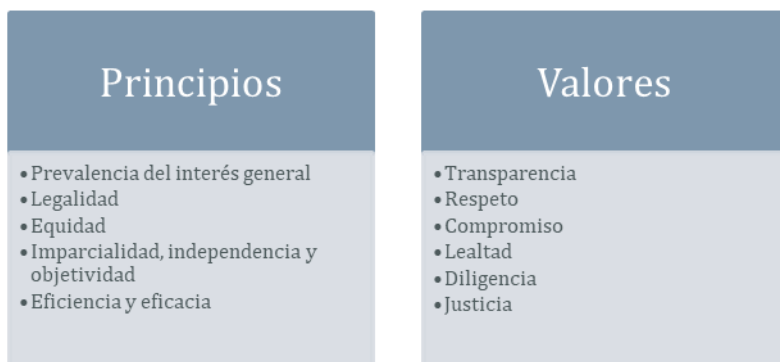 Principios
• Prevalencia del interés general
• Legalidad
• Equidad
• Imparcialidad, independencia y
objetividad
• Eficiencia y eficacia
Valores
• Transparencia
• Respeto
• Compromiso
• Lealtad
• Diligencia
• Justicia